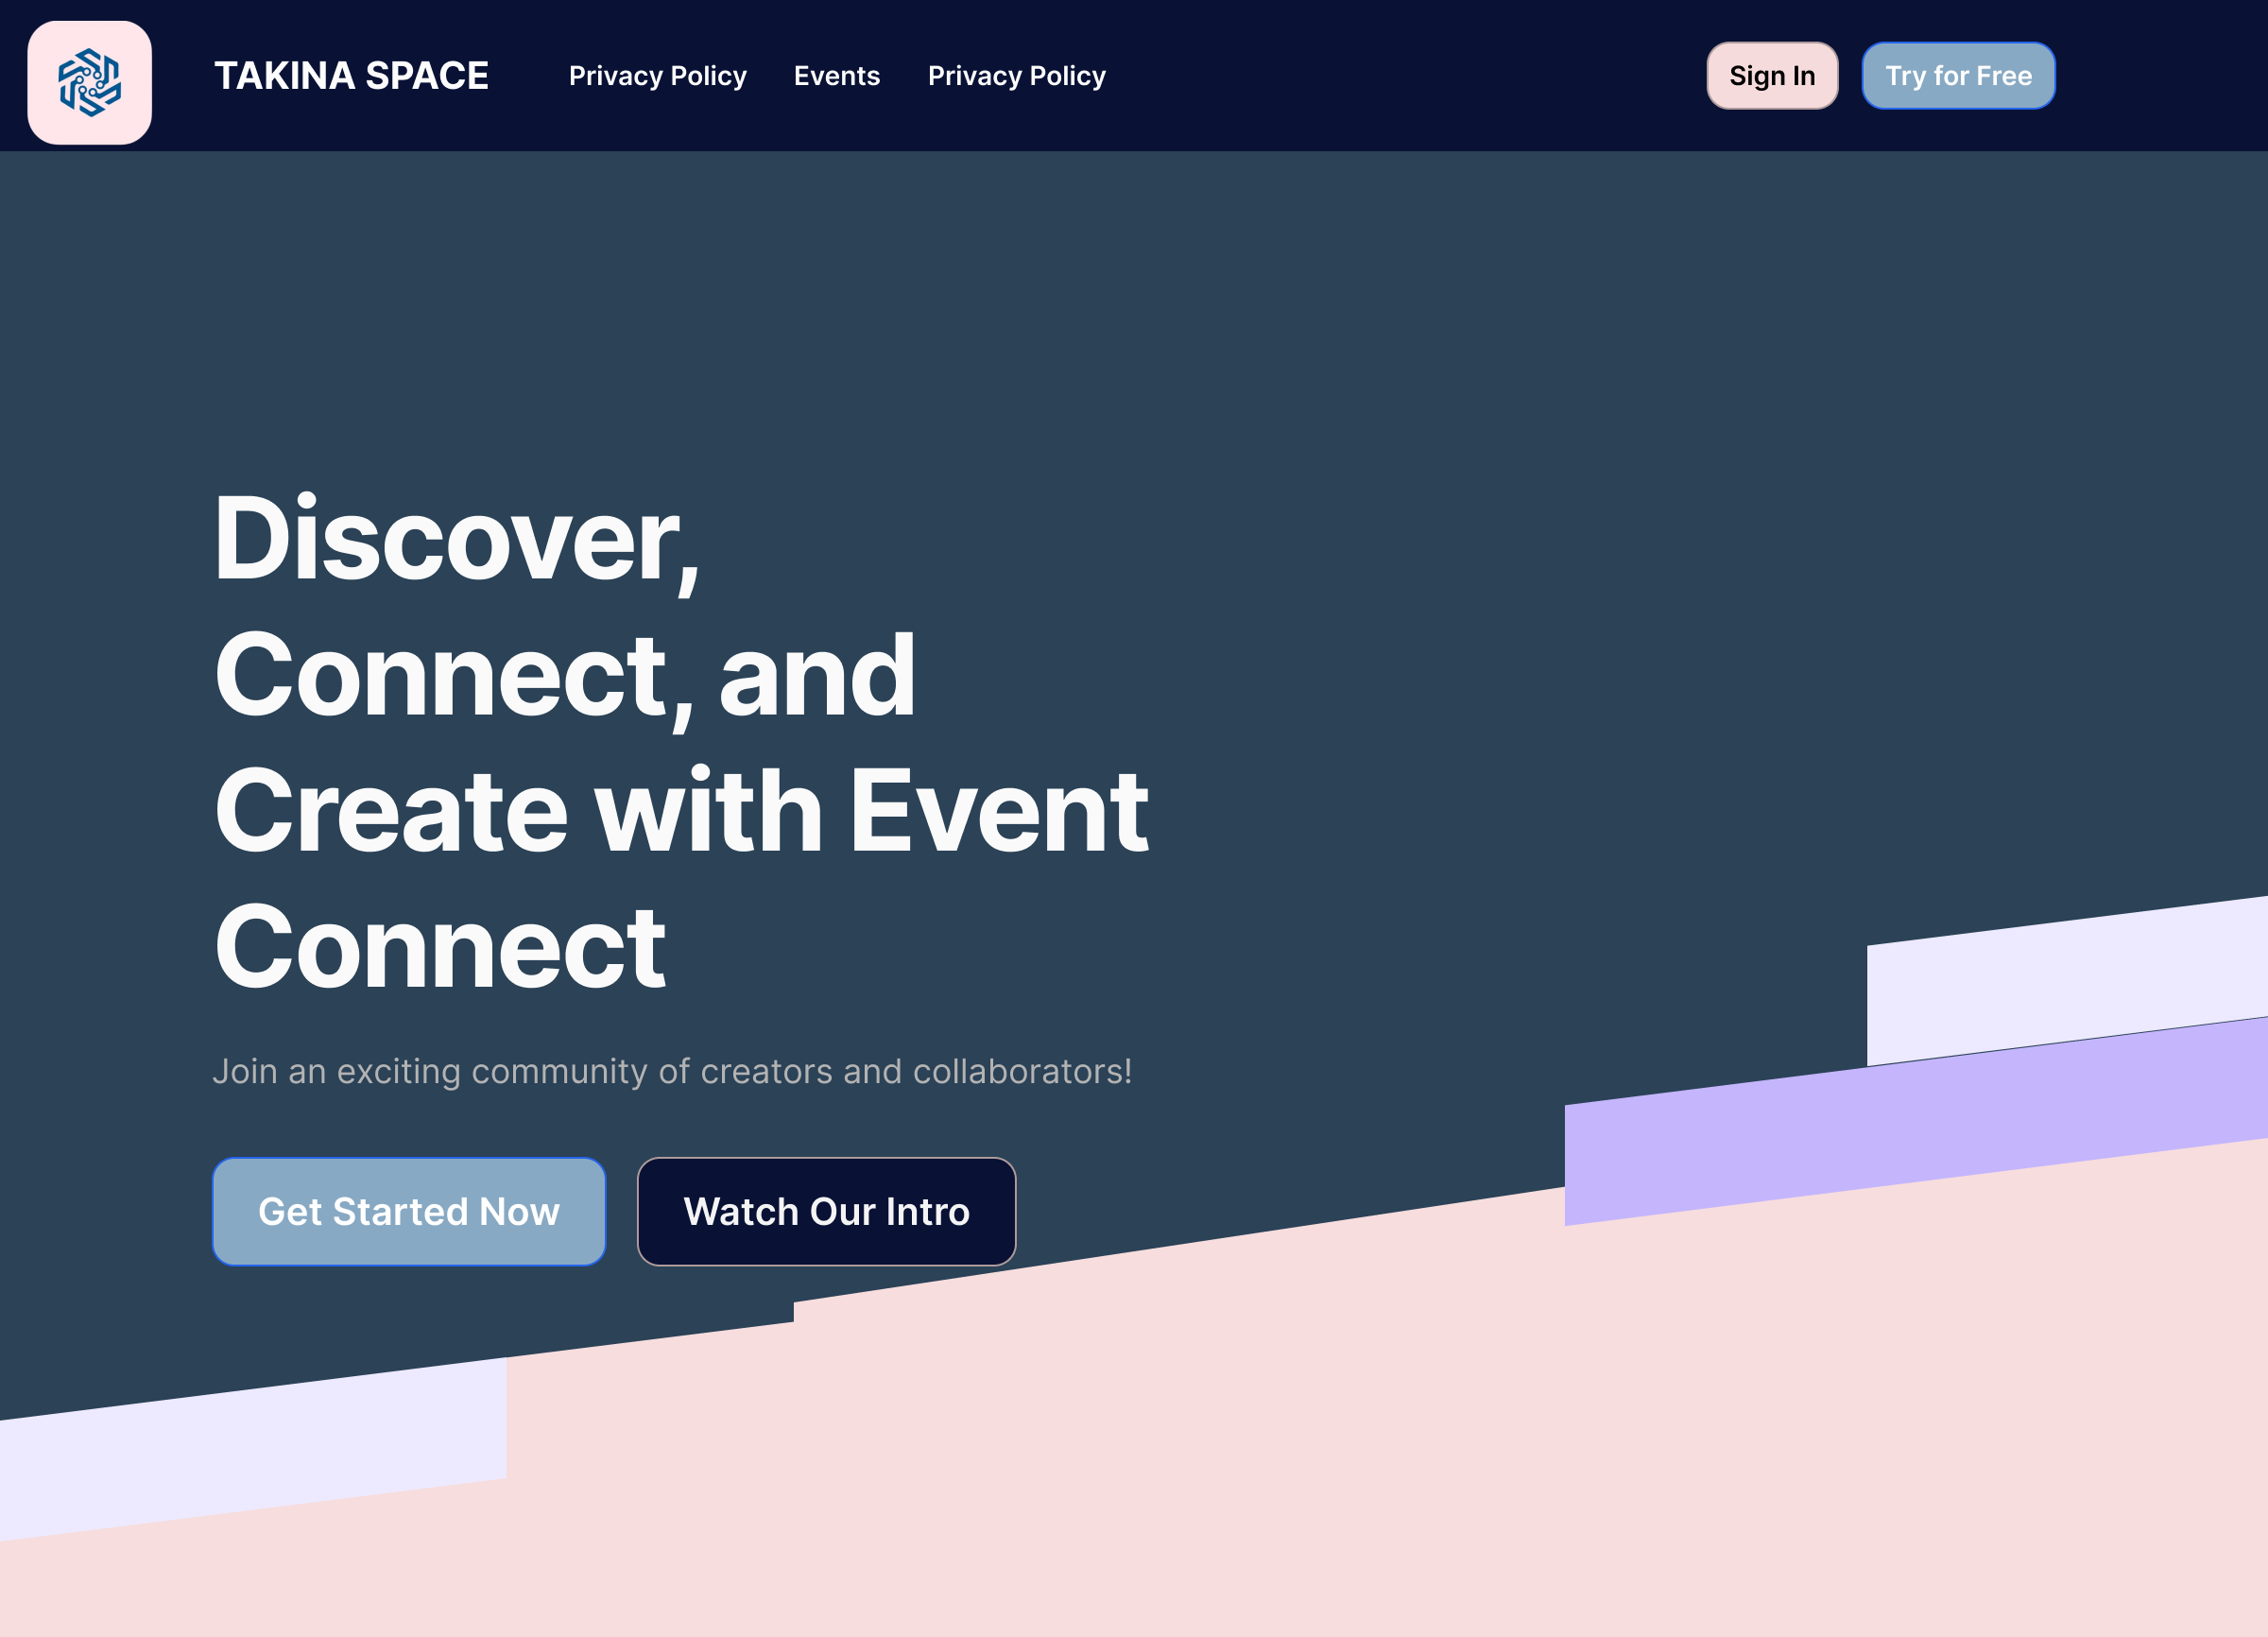 TAKINA SPACE
Privacy Policy
Events
Privacy Policy
Sign In
Try for Free
Discover,
Connect, and
Create with Event
Connect
Join an exciting community of creators and collaborators!
Get Started Now
Watch Our Intro